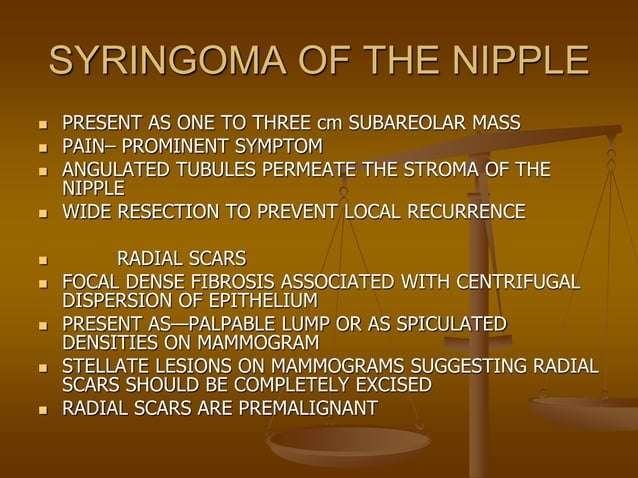 SYRINGOMA OF THE NIPPLE
PRESENT AS ONE TO THREE cm SUBAREOLAR MASS
PAIN– PROMINENT SYMPTOM
ANGULATED TUBULES PERMEATE THE STROMA OF THE
NIPPLE
WIDE RESECTION TO PREVENT LOCAL RECURRENCE
RADIAL SCARS
FOCAL DENSE FIBROSIS ASSOCIATED WITH CENTRIFUGAL
DISPERSION OF EPITHELIUM
PRESENT AS—PALPABLE LUMP OR AS SPICULATED
DENSITIES ON MAMMOGRAM
STELLATE LESIONS ON MAMMOGRAMS SUGGESTING RADIAL
SCARS SHOULD BE COMPLETELY EXCISED
RADIAL SCARS ARE PREMALIGNANT